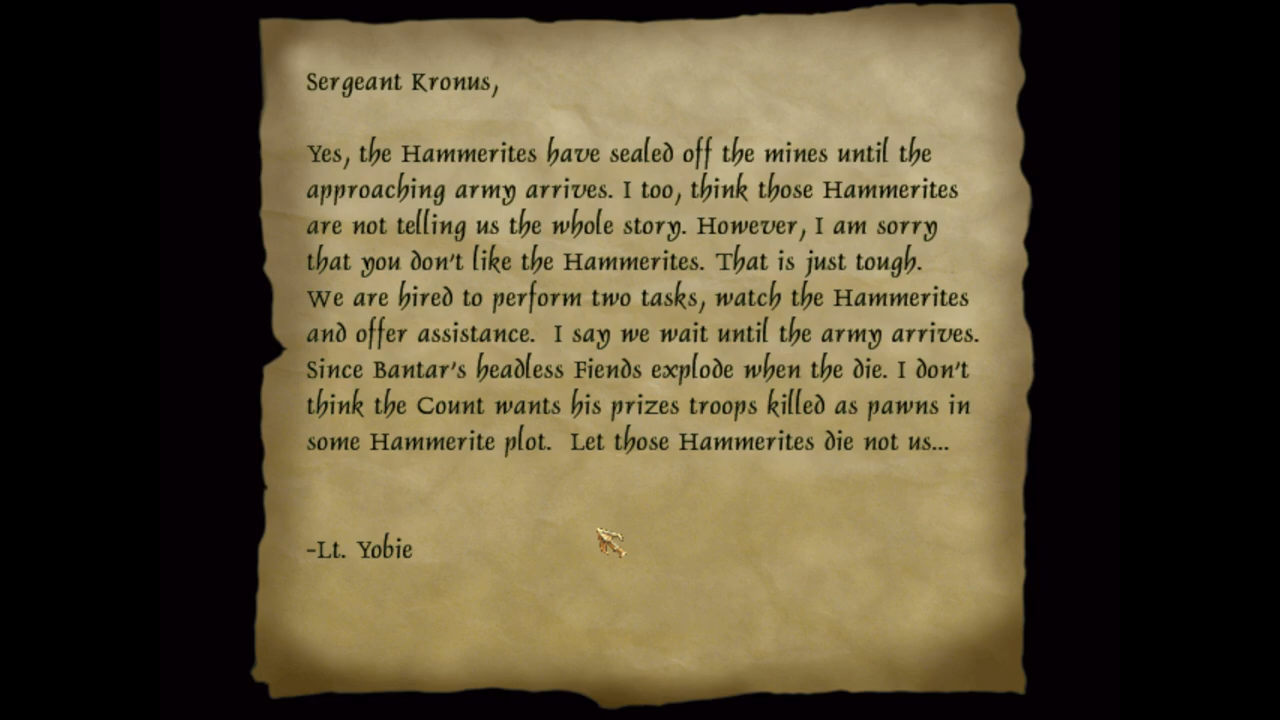 Sergeant Kronus,
Yes, the Hammerites have sealed off the mines until the
approaching army arrives. I too, think those Hammerites
are not telling us the whole story. However, I am sorry
that you don't like the Hammerites. That is just tough.
We are hired to perform two tasks, watch the Hammerites
and offer assistance.  I say we wait until the army arrives.
Since Bantar's headless Fiends explode when the die. I don't
think the Count wants his prizes troops killed as pawns in
some Hammerite plot.  Let those Hammerites die not us...
-Lt. Yobie